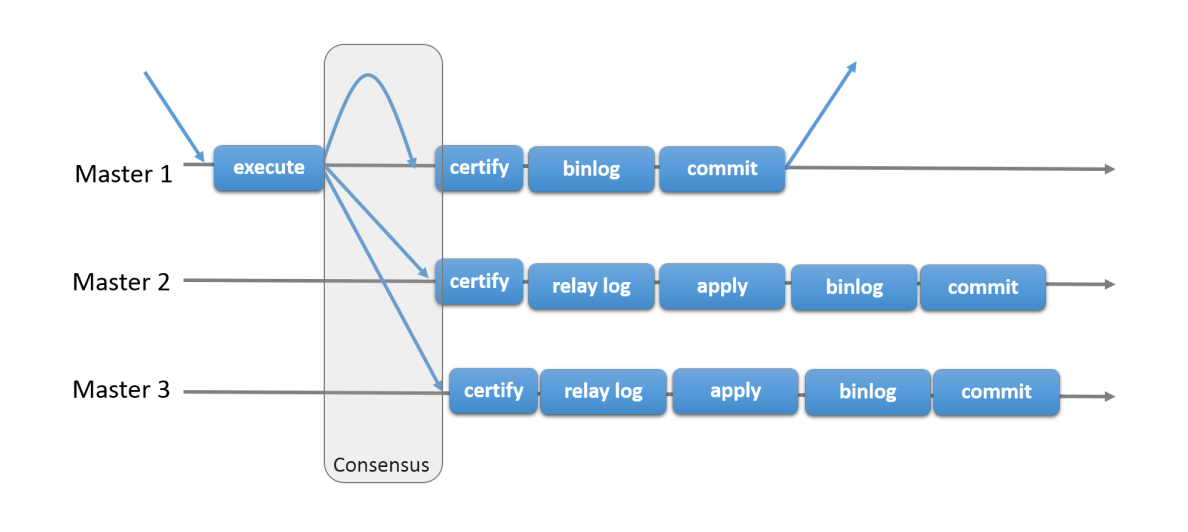 Master 1 execute certify binlog commit
Master 2 certify relay log apply binlog commit
Master 3 certify relay log apply binlog commit
Consensus